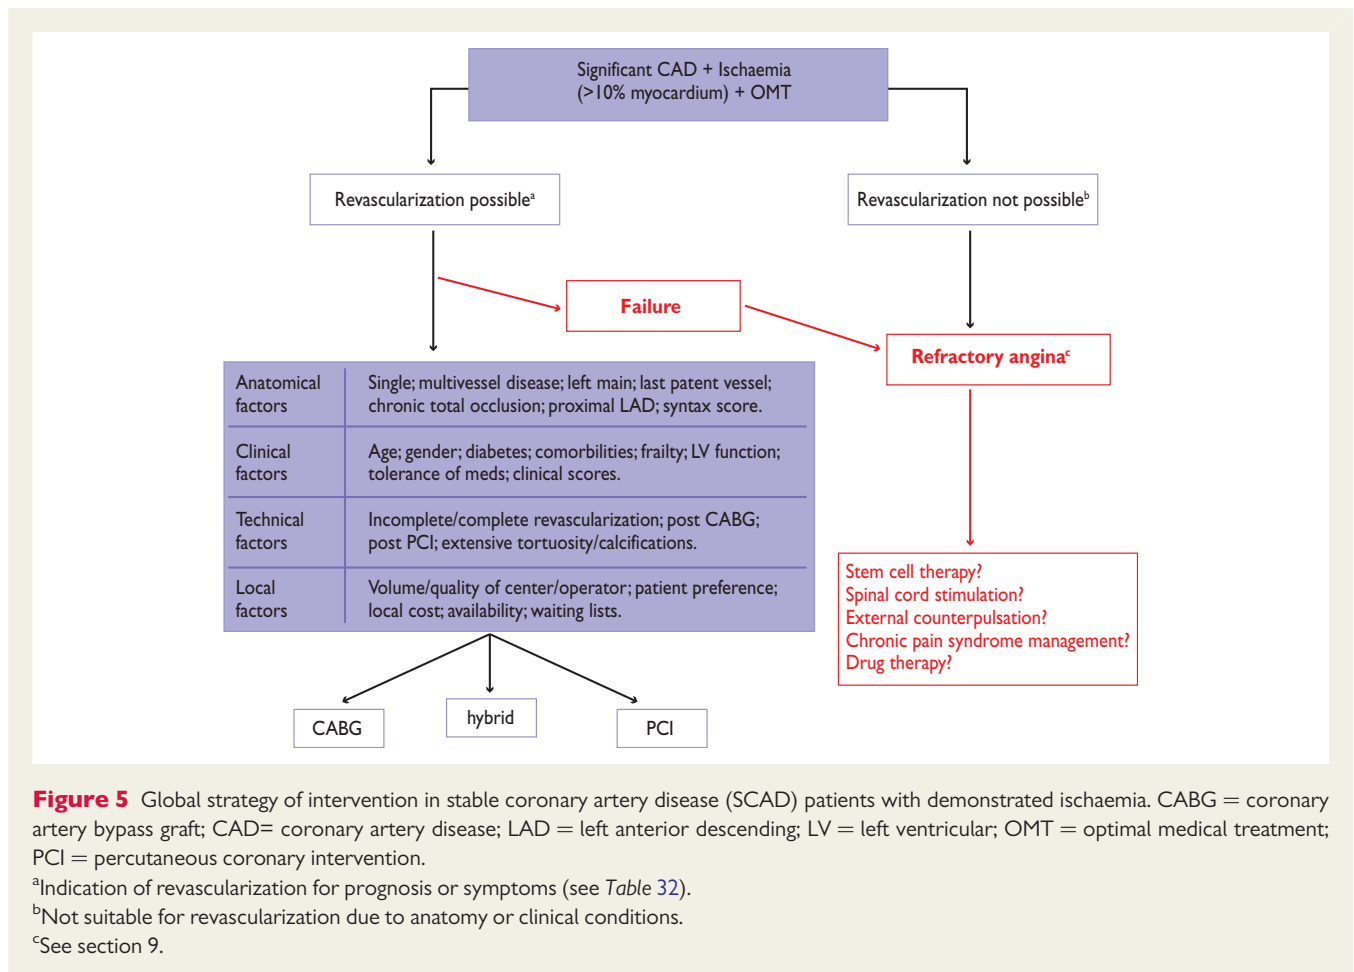 Significant CAD + Ischaemia
(>10% myocardium) + OMT
Revascularization possibleᵃ
Revascularization not possibleᵇ
Failure
Refractory anginaᶜ
Anatomical
factors
Single; multivessel disease; left main; last patent vessel;
chronic total occlusion; proximal LAD; syntax score.
Clinical
factors
Age; gender; diabetes; comorbilities; frailty; LV function;
tolerance of meds; clinical scores.
Technical
factors
Incomplete/complete revascularization; post CABG;
post PCI; extensive tortuosity/calcifications.
Local
factors
Volume/quality of center/operator; patient preference;
local cost; availability; waiting lists.
Stem cell therapy?
Spinal cord stimulation?
External counterpulsation?
Chronic pain syndrome management?
Drug therapy?
CABG
hybrid
PCI
Figure 5 Global strategy of intervention in stable coronary artery disease (SCAD) patients with demonstrated ischaemia. CABG = coronary
artery bypass graft; CAD= coronary artery disease; LAD = left anterior descending; LV = left ventricular; OMT = optimal medical treatment;
PCI = percutaneous coronary intervention.
ᵃIndication of revascularization for prognosis or symptoms (see Table 32).
ᵇNot suitable for revascularization due to anatomy or clinical conditions.
ᶜSee section 9.